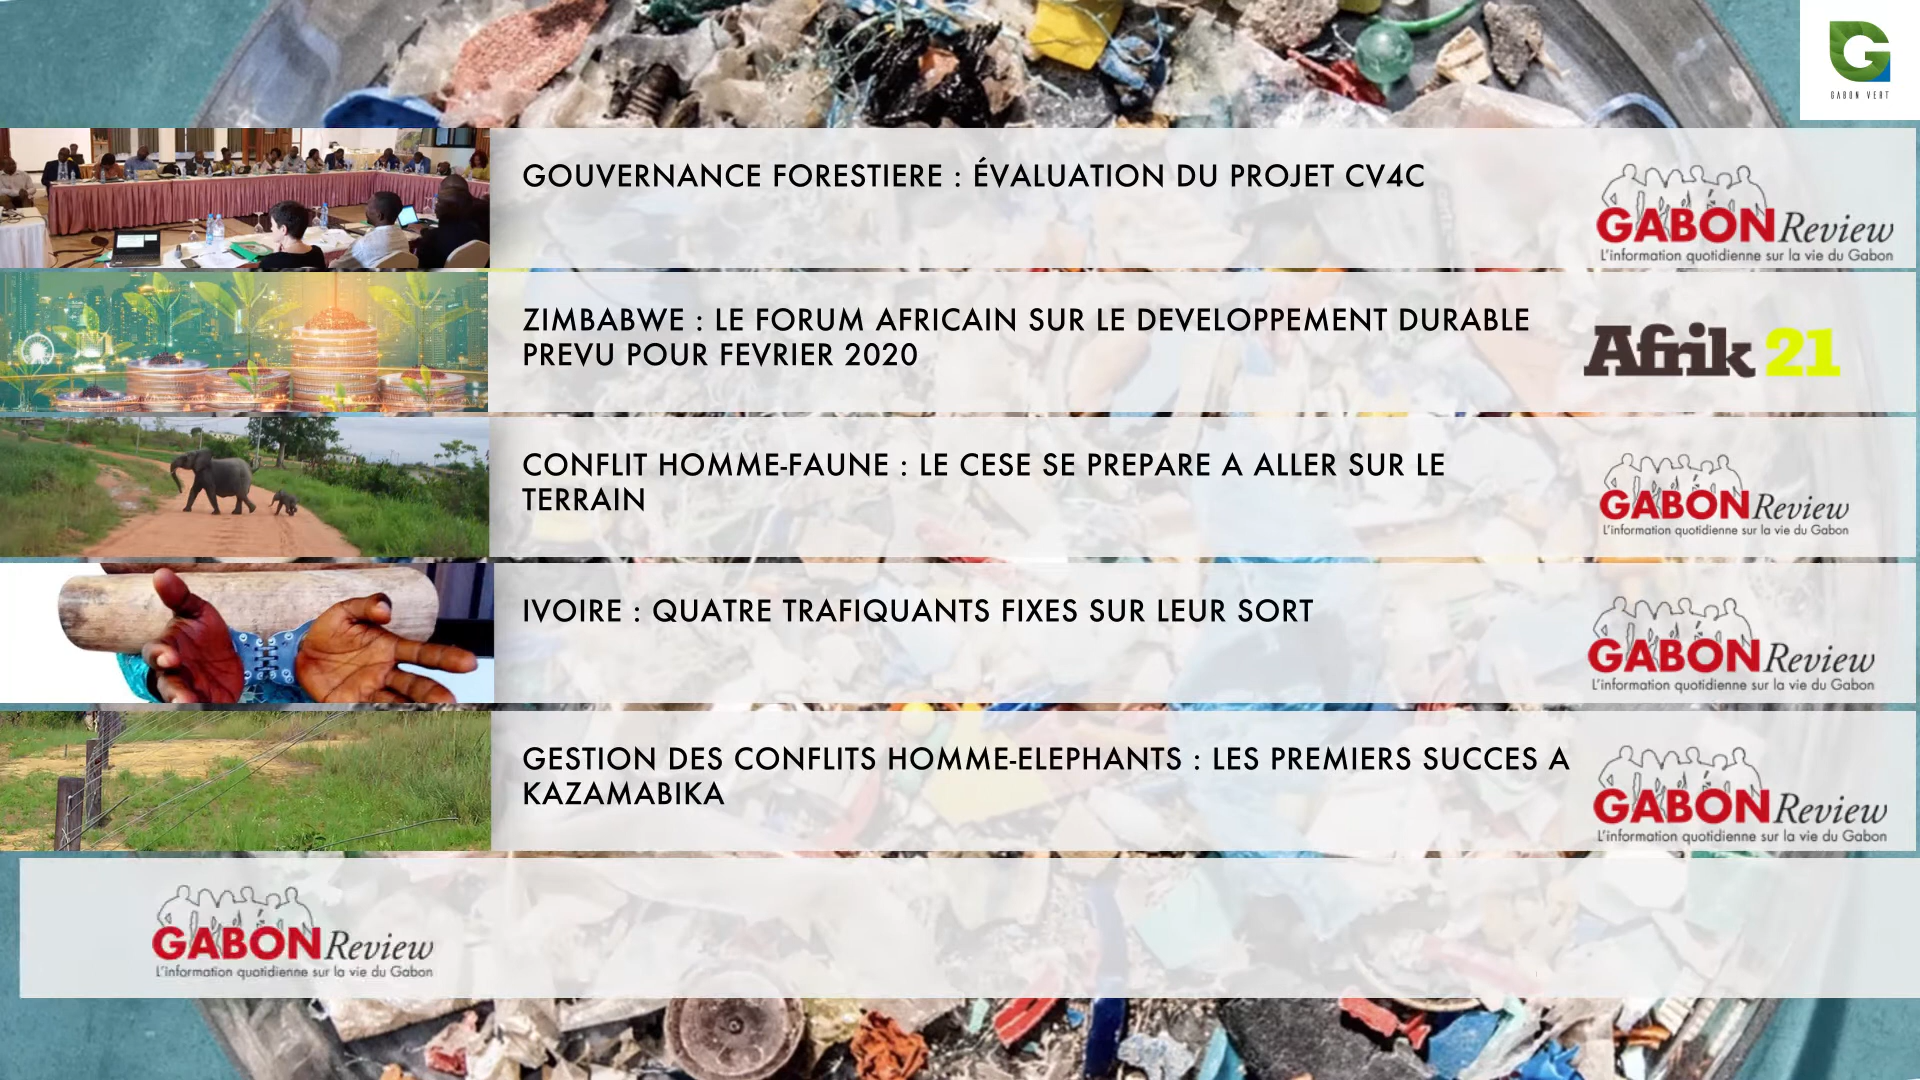 GABON VERT
GOUVERNANCE FORESTIERE : ÉVALUATION DU PROJET CV4C
GABON Review
L'information quotidienne sur la vie du Gabon
ZIMBABWE : LE FORUM AFRICAIN SUR LE DEVELOPPEMENT DURABLE
PREVU POUR FEVRIER 2020
Afrik 21
CONFLIT HOMME-FAUNE : LE CESE SE PREPARE A ALLER SUR LE
TERRAIN
GABON Review
L'information quotidienne sur la vie du Gabon
IVOIRE : QUATRE TRAFIQUANTS FIXES SUR LEUR SORT
GABON Review
L'information quotidienne sur la vie du Gabon
GESTION DES CONFLITS HOMME-ELEPHANTS : LES PREMIERS SUCCES A
KAZAMABIKA
GABON Review
L'information quotidienne sur la vie du Gabon
GABON Review
L'information quotidienne sur la vie du Gabon